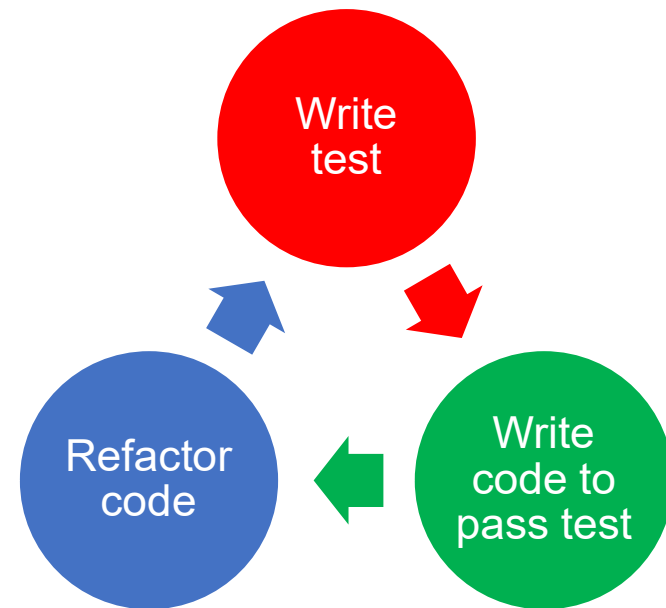 Write
test
Write
code to
pass test
Refactor
code